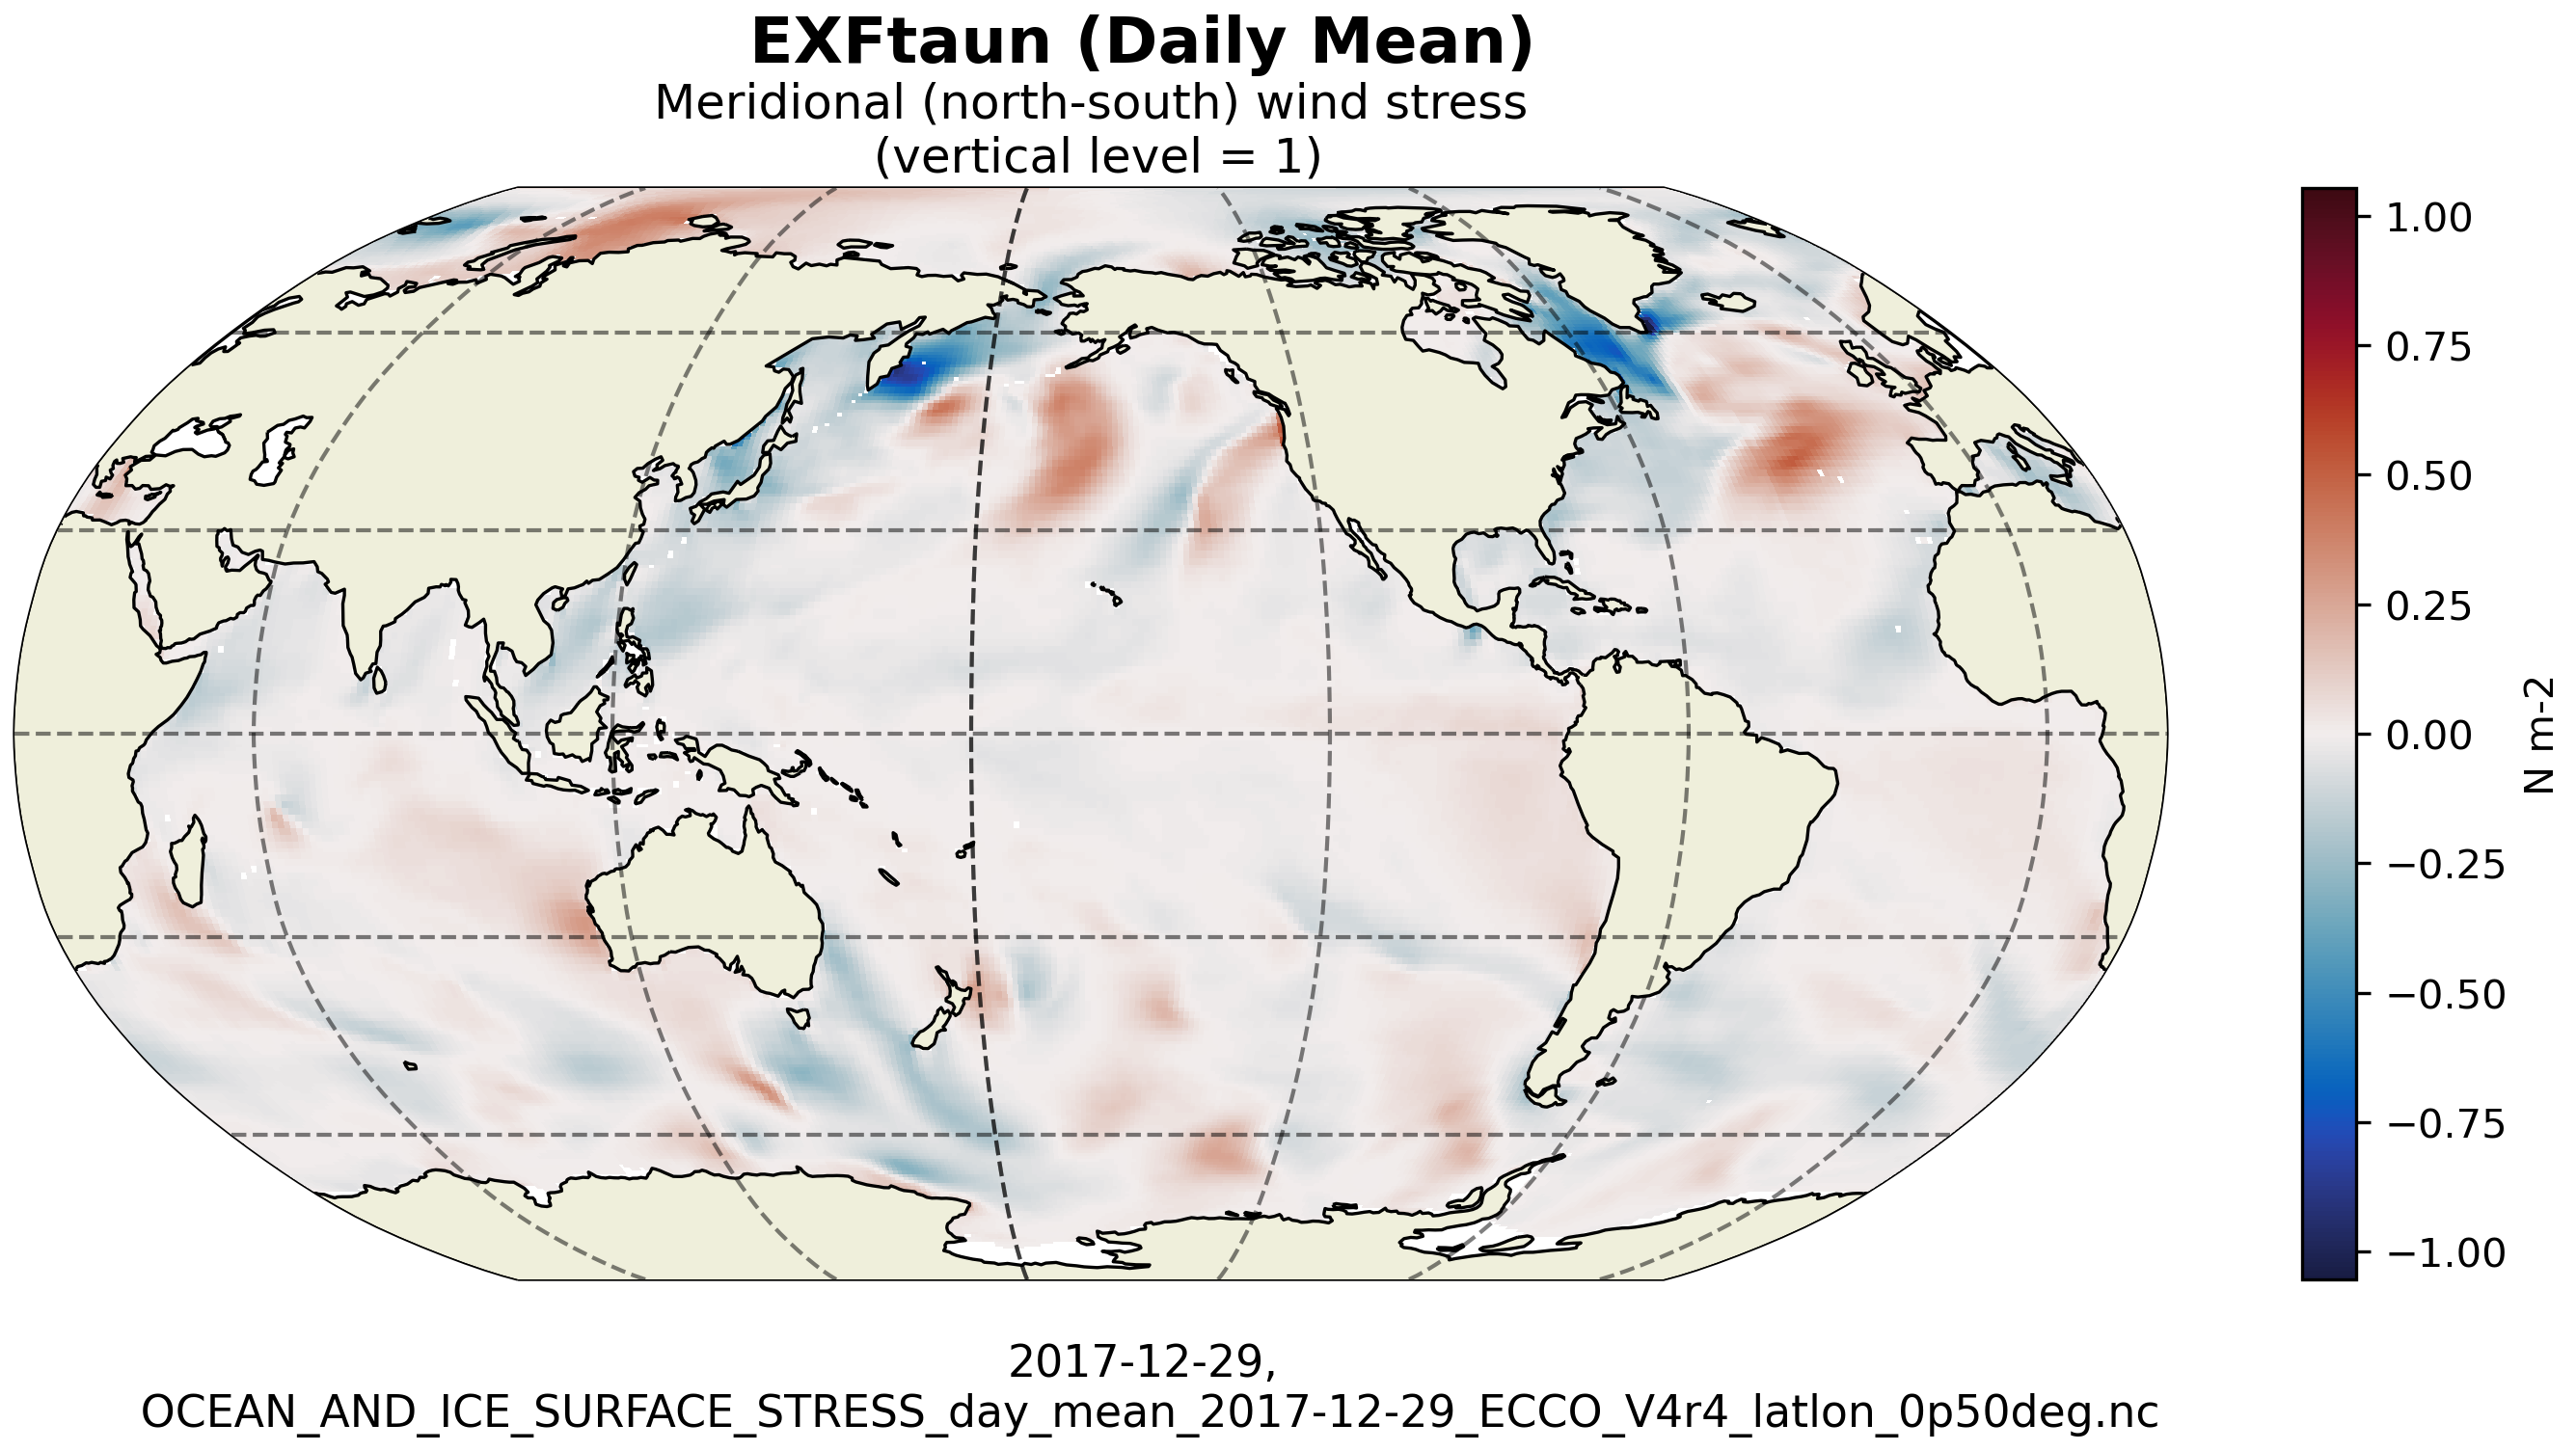 EXFtaun (Daily Mean)
Meridional (north-south) wind stress
(vertical level = 1)
1.00
0.75
0.50
0.25
0.00
−0.25
−0.50
−0.75
−1.00
N m-2
2017-12-29,
OCEAN_AND_ICE_SURFACE_STRESS_day_mean_2017-12-29_ECCO_V4r4_latlon_0p50deg.nc